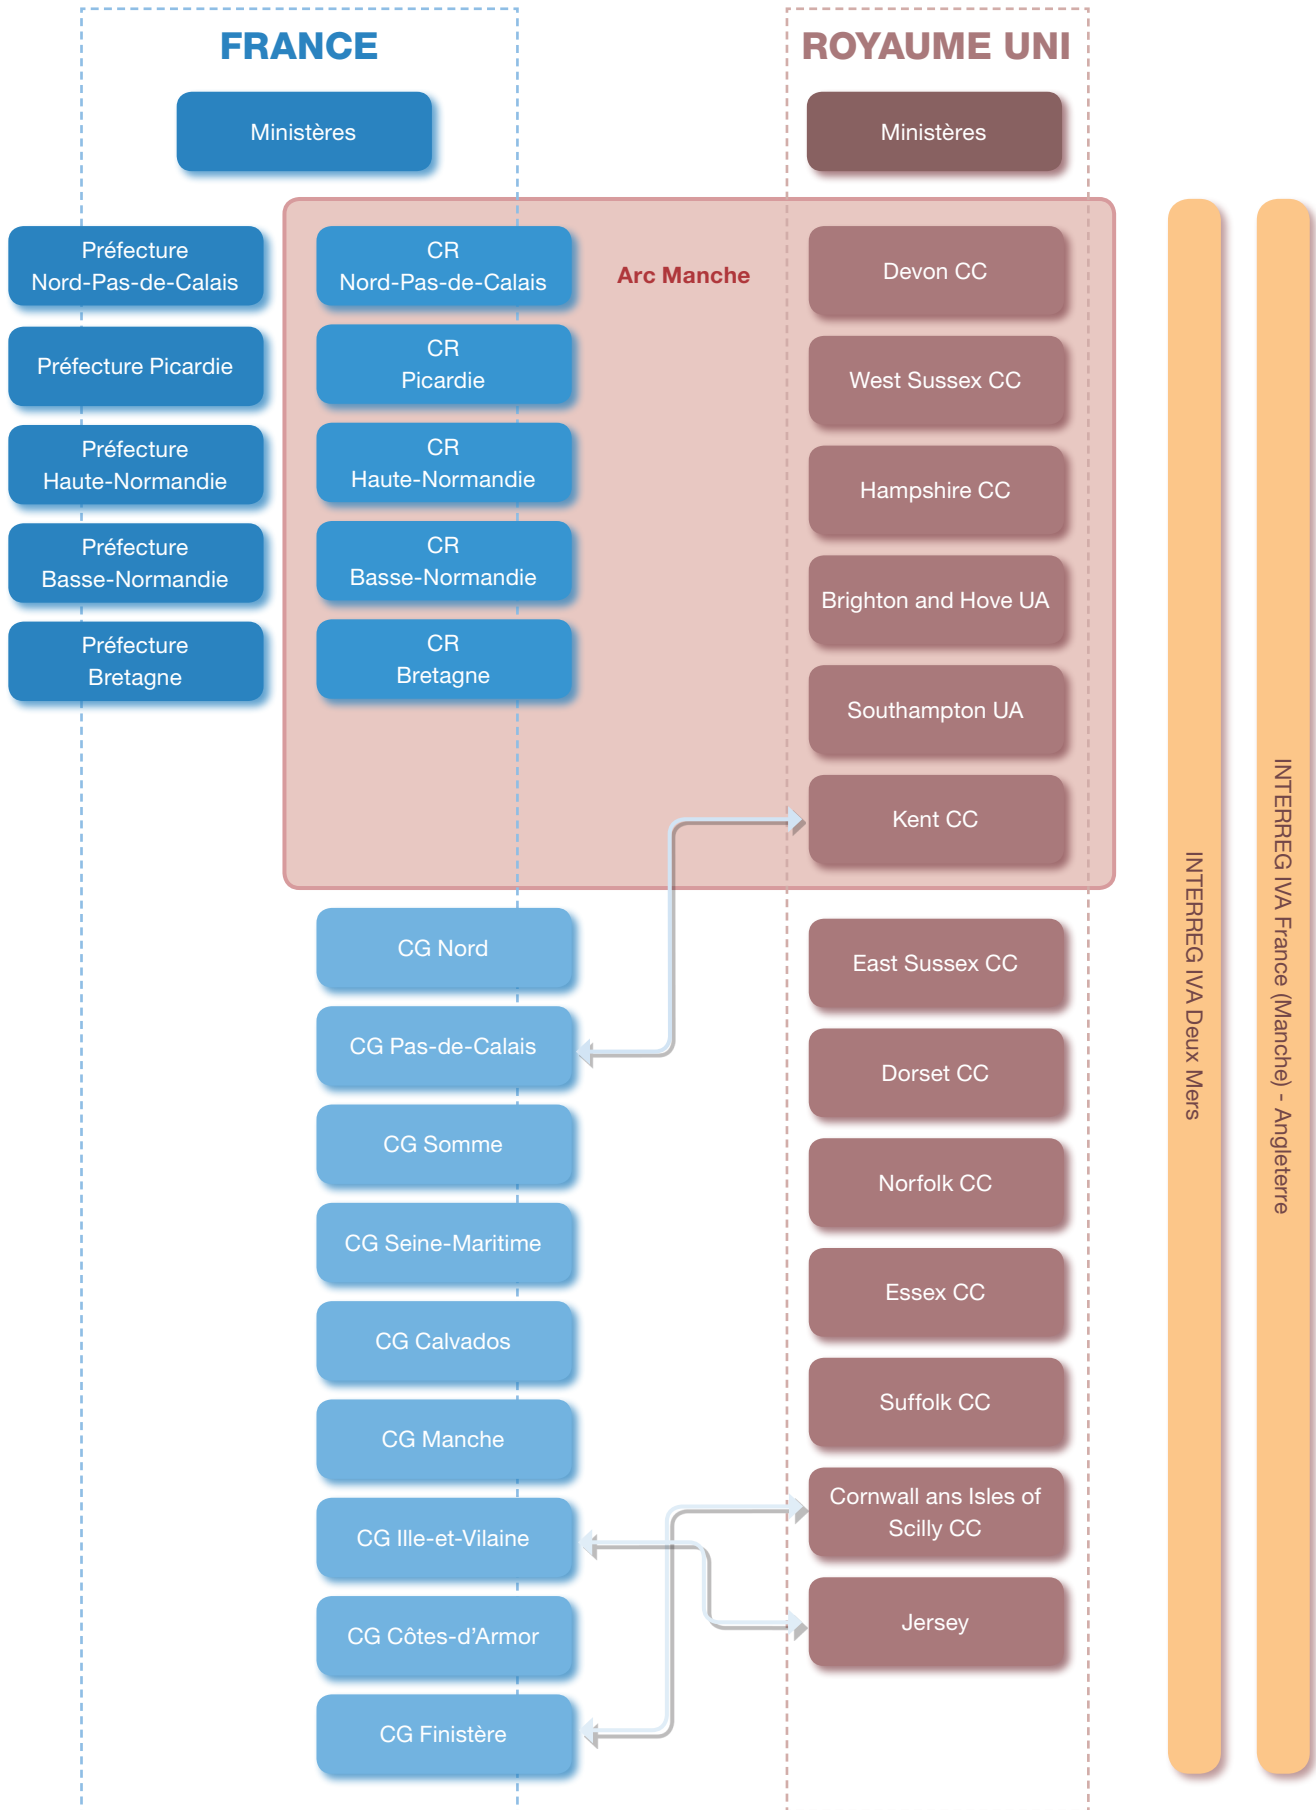 FRANCE
ROYAUME UNI
Ministères
Ministères
Arc Manche
Préfecture
Nord-Pas-de-Calais
Préfecture Picardie
Préfecture
Haute-Normandie
Préfecture
Basse-Normandie
Préfecture
Bretagne
CR
Nord-Pas-de-Calais
CR
Picardie
CR
Haute-Normandie
CR
Basse-Normandie
CR
Bretagne
CG Nord
CG Pas-de-Calais
CG Somme
CG Seine-Maritime
CG Calvados
CG Manche
CG Ille-et-Vilaine
CG Côtes-d’Armor
CG Finistère
Devon CC
West Sussex CC
Hampshire CC
Brighton and Hove UA
Southampton UA
Kent CC
East Sussex CC
Dorset CC
Norfolk CC
Essex CC
Suffolk CC
Cornwall ans Isles of
Scilly CC
Jersey
INTERREG IVA Deux Mers
INTERREG IVA France (Manche) - Angleterre